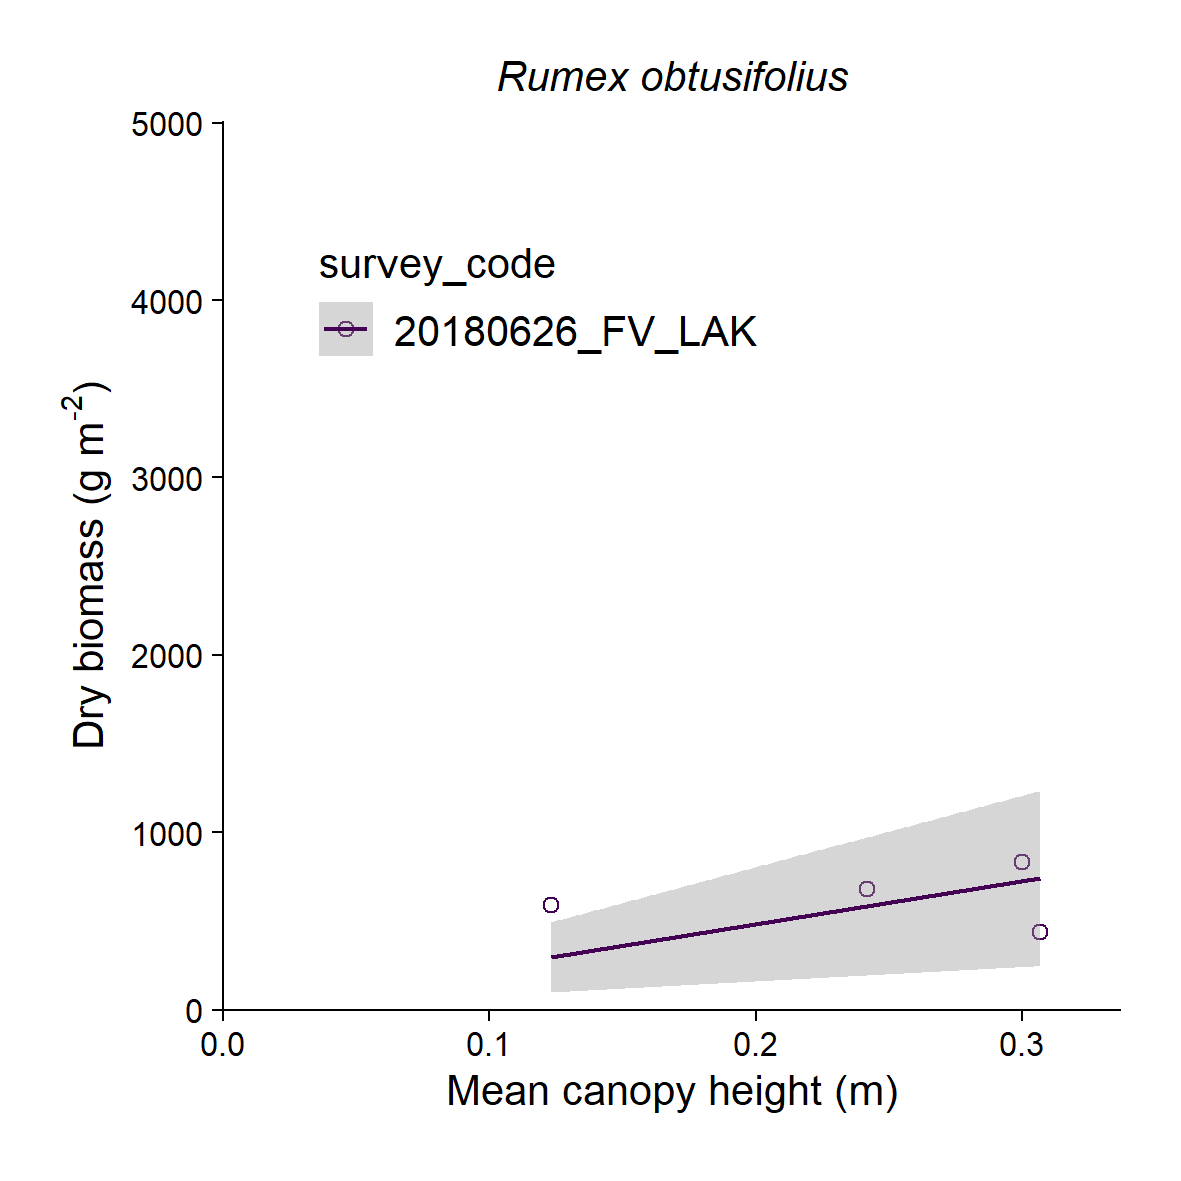 Rumex obtusifolius
5000
4000
3000
2000
1000
0
Dry biomass (g m⁻²)
survey_code
20180626_FV_LAK
0.0 0.1 0.2 0.3
Mean canopy height (m)